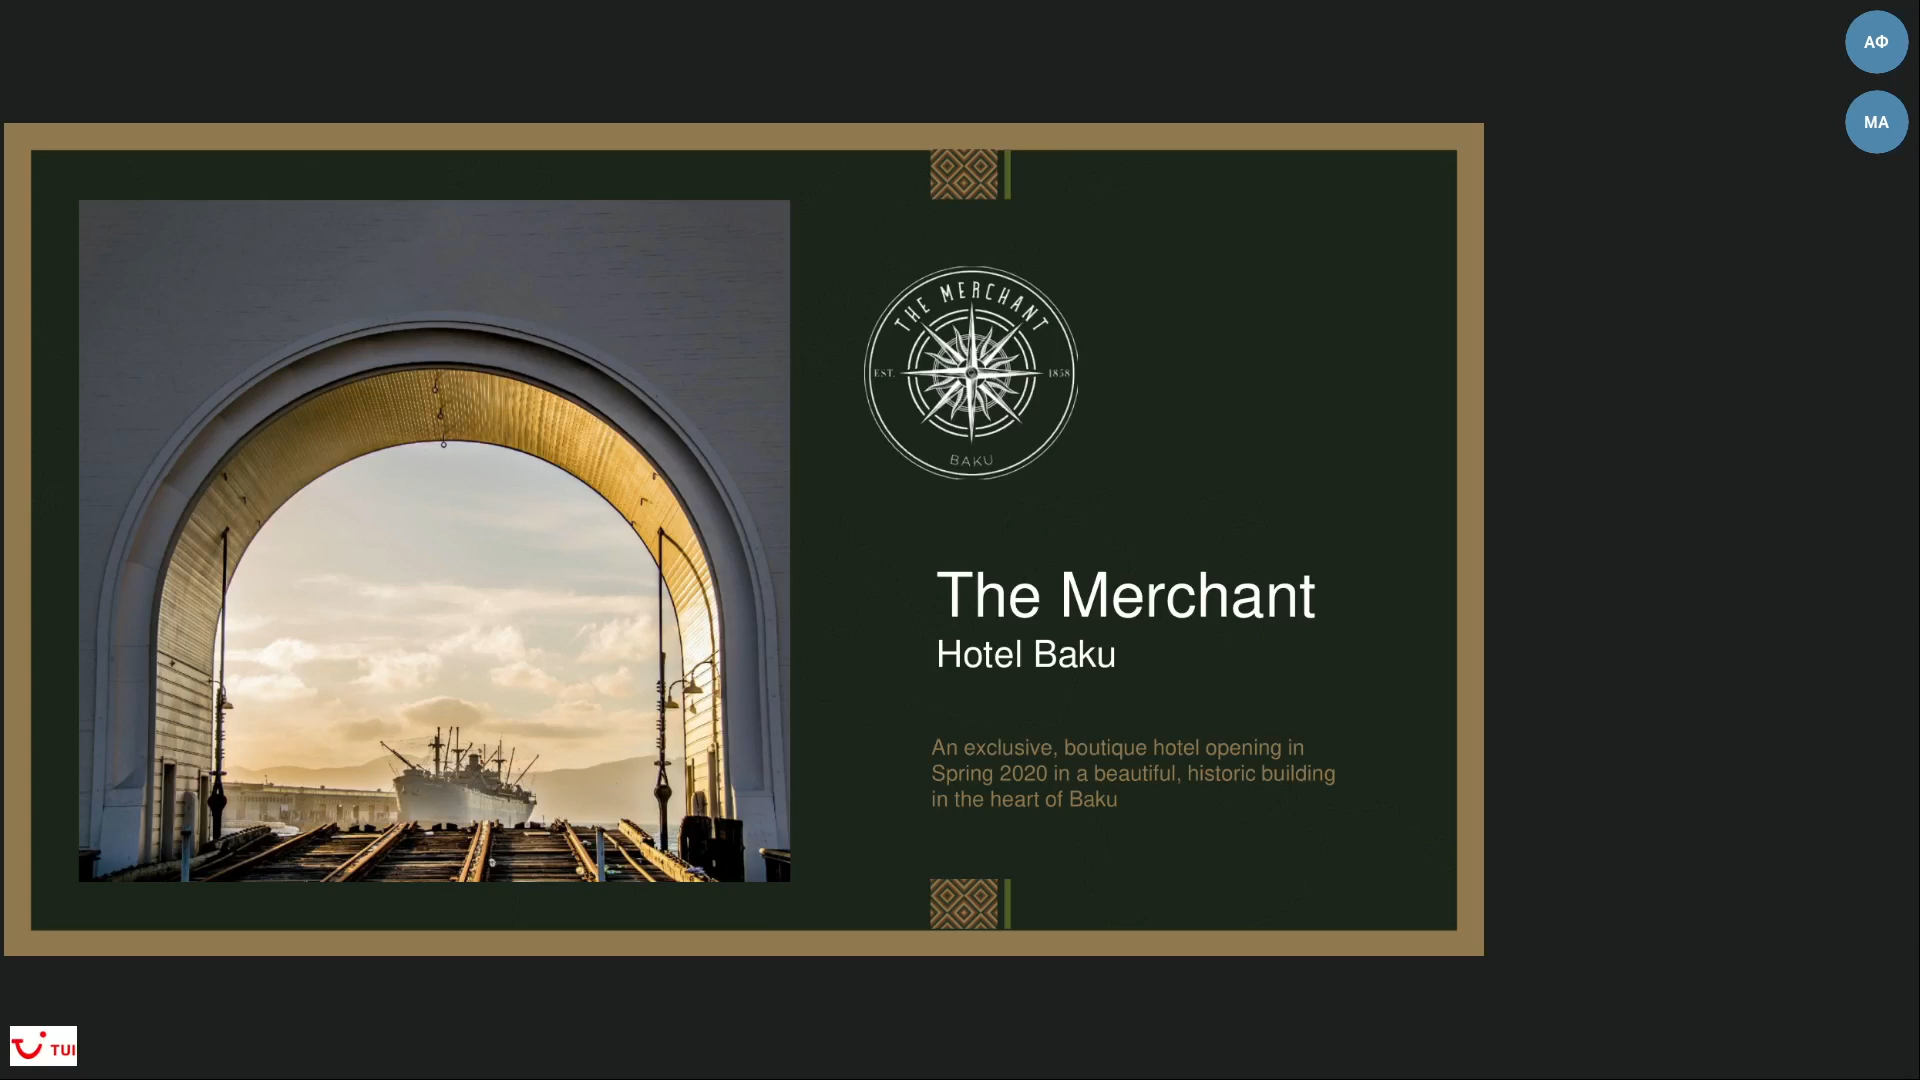 АФ
МА
THE MERCHANT
EST. 1858
BAKU
The Merchant
Hotel Baku
An exclusive, boutique hotel opening in
Spring 2020 in a beautiful, historic building
in the heart of Baku
TUI